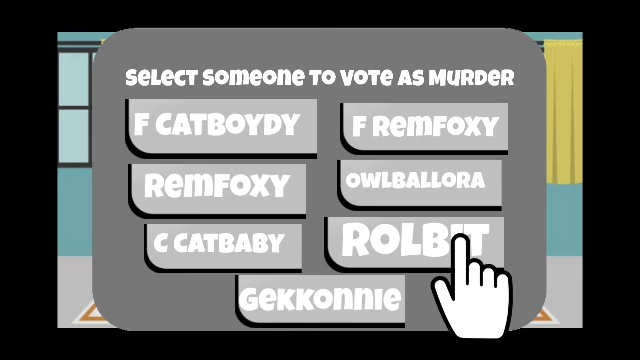 Select Someone to Vote as Murder
F CATBOYDY
F Remfoxy
Remfoxy
OWLBALLORA
C CATBABY
ROLBIT
Gekkonnie